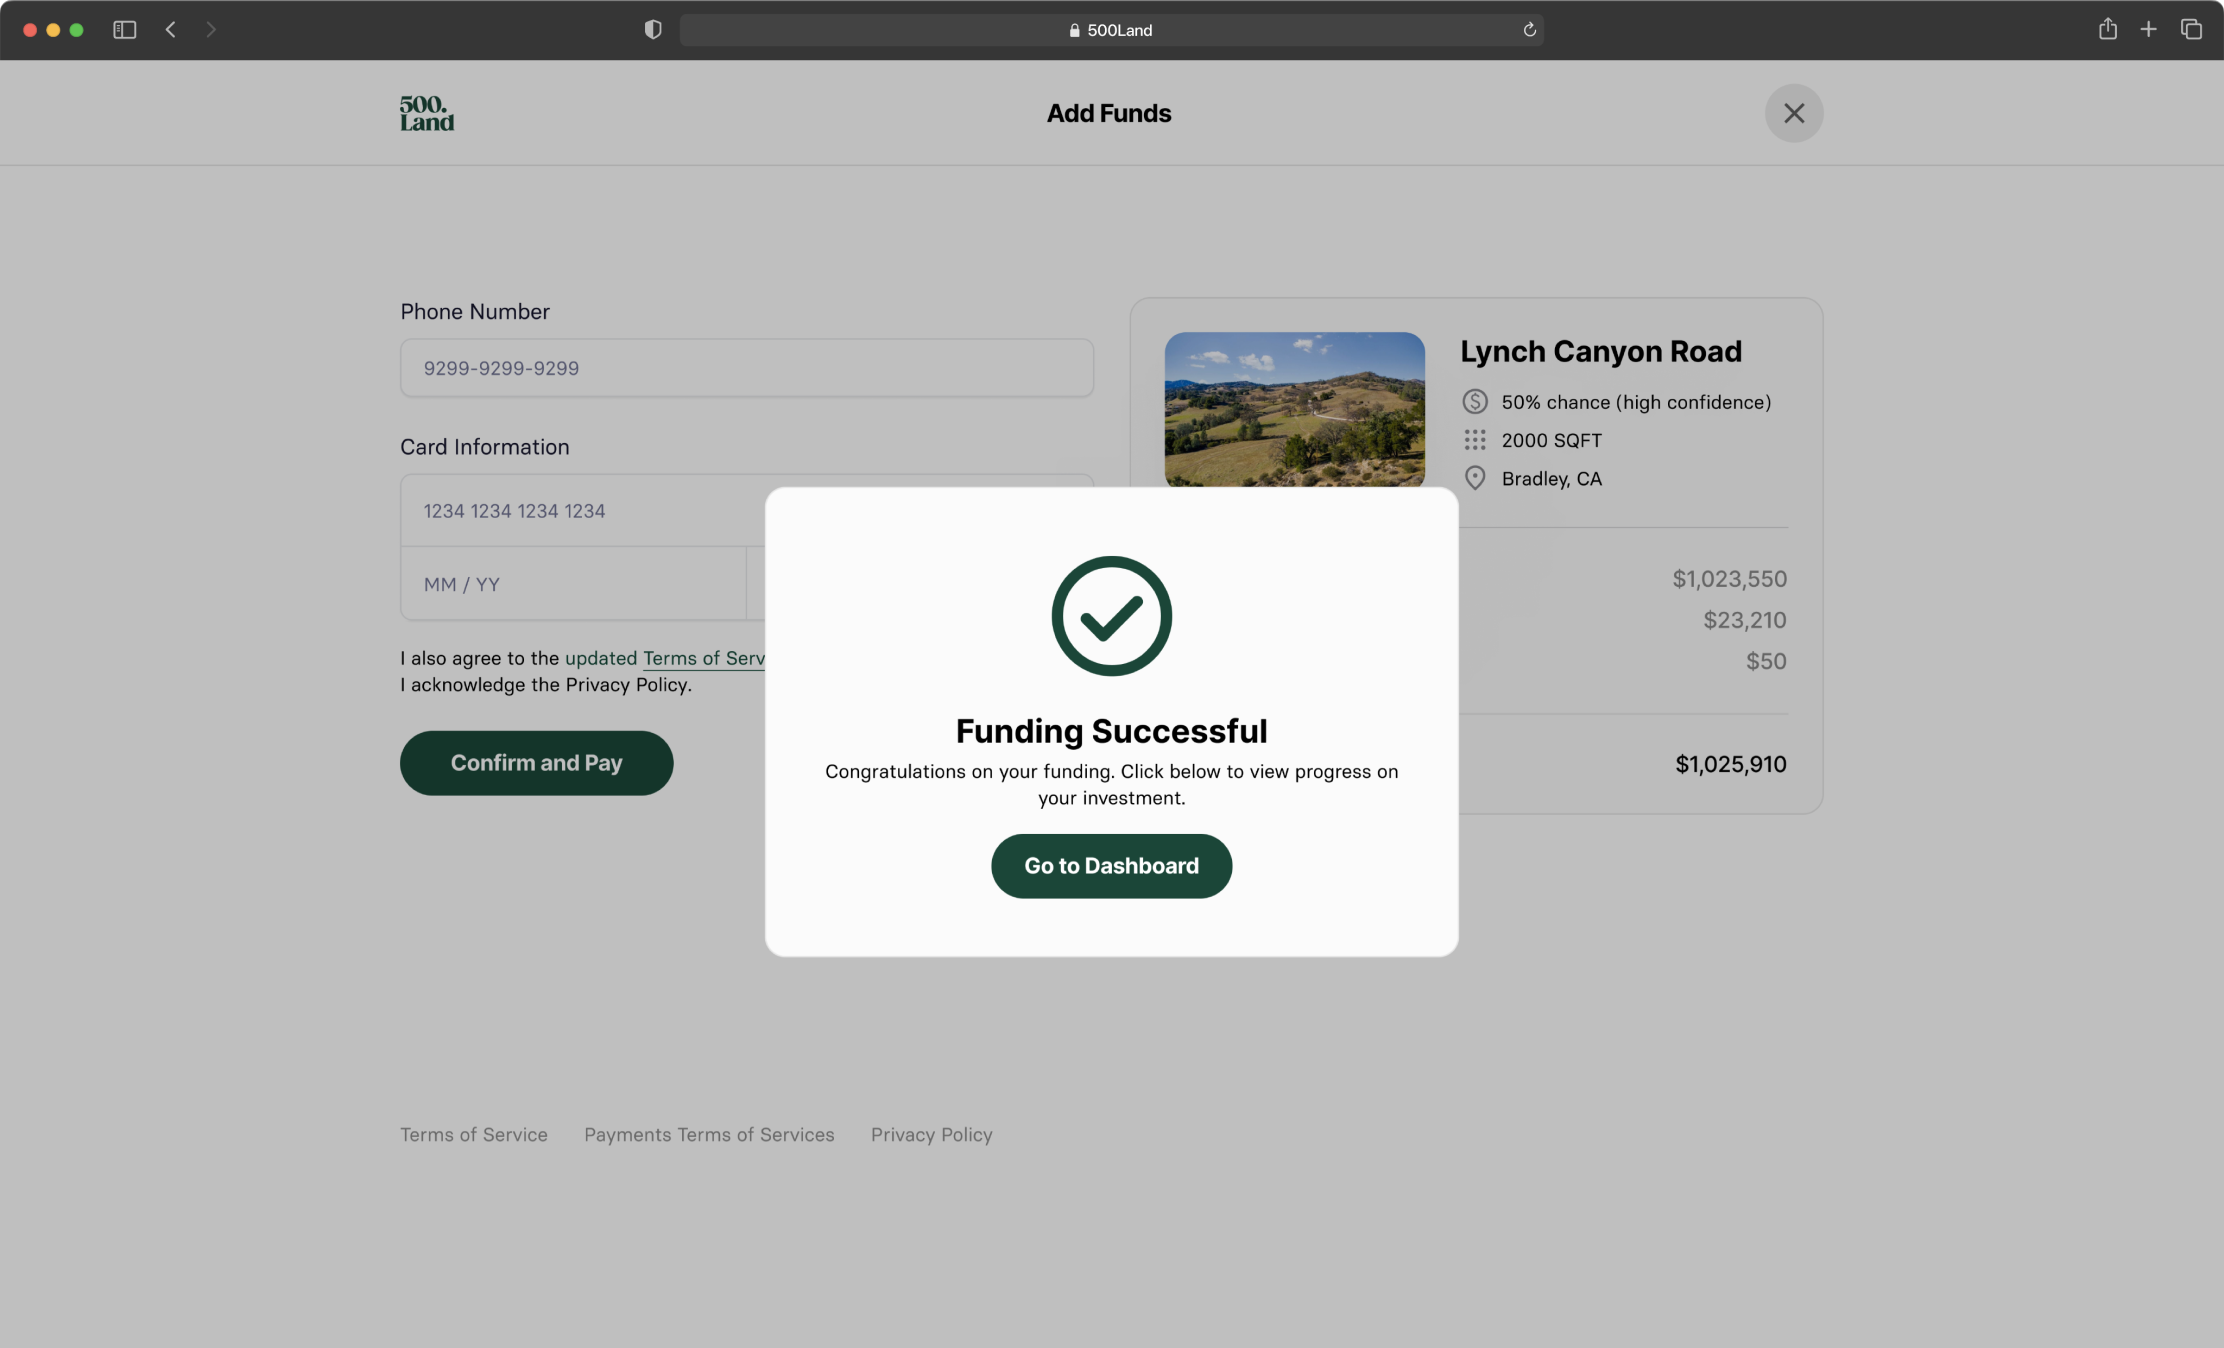 500Land
500.
Land
Add Funds
Phone Number
9299-9299-9299
Card Information
1234 1234 1234 1234
MM / YY
I also agree to the updated Terms of Serv
I acknowledge the Privacy Policy.
Confirm and Pay
Lynch Canyon Road
50% chance (high confidence)
2000 SQFT
Bradley, CA
$1,023,550
$23,210
$50
$1,025,910
Funding Successful
Congratulations on your funding. Click below to view progress on
your investment.
Go to Dashboard
Terms of Service Payments Terms of Services Privacy Policy